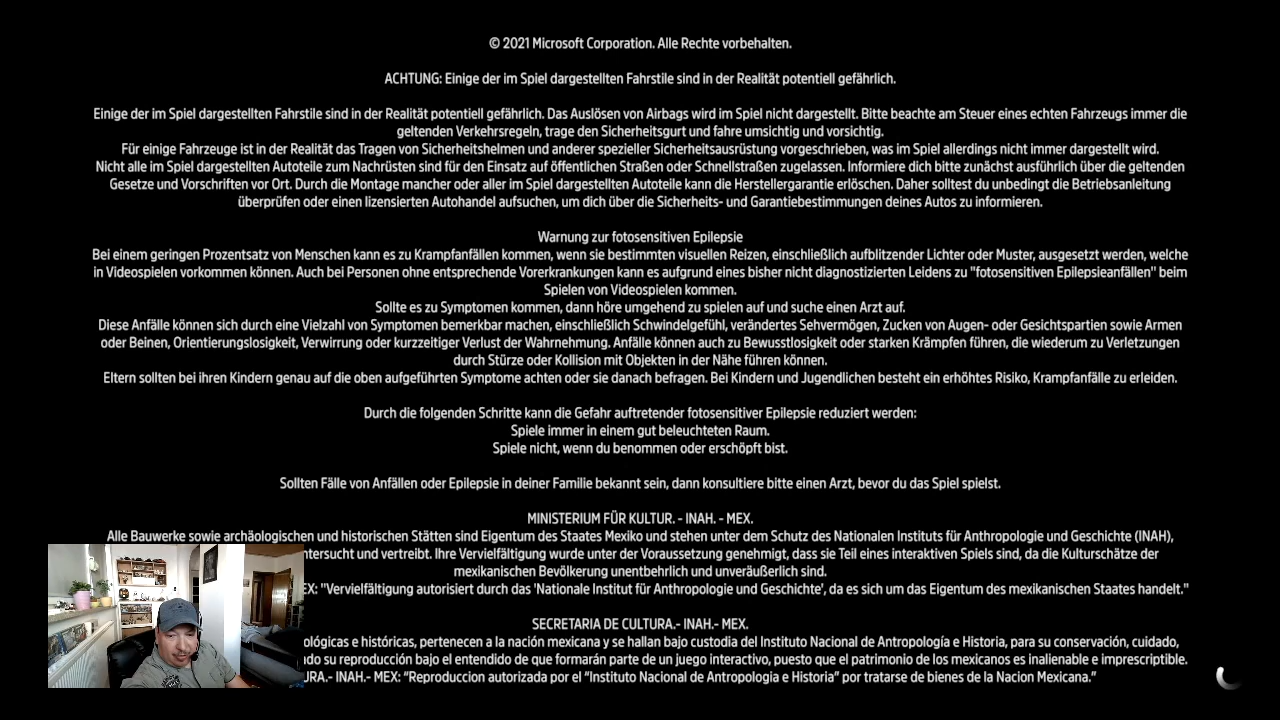 © 2021 Microsoft Corporation. Alle Rechte vorbehalten.
ACHTUNG: Einige der im Spiel dargestellten Fahrstile sind in der Realität potentiell gefährlich.
Einige der im Spiel dargestellten Fahrstile sind in der Realität potentiell gefährlich. Das Auslösen von Airbags wird im Spiel nicht dargestellt. Bitte beachte am Steuer eines echten Fahrzeugs immer die
geltenden Verkehrsregeln, trage den Sicherheitsgurt und fahre umsichtig und vorsichtig.
Für einige Fahrzeuge ist in der Realität das Tragen von Sicherheitshelmen und anderer spezieller Sicherheitsausrüstung vorgeschrieben, was im Spiel allerdings nicht immer dargestellt wird.
Nicht alle im Spiel dargestellten Autoteile zum Nachrüsten sind für den Einsatz auf öffentlichen Straßen oder Schnellstraßen zugelassen. Informiere dich bitte zunächst ausführlich über die geltenden
Gesetze und Vorschriften vor Ort. Durch die Montage mancher oder aller im Spiel dargestellten Autoteile kann die Herstellergarantie erlöschen. Daher solltest du unbedingt die Betriebsanleitung
überprüfen oder einen lizensierten Autohandel aufsuchen, um dich über die Sicherheits- und Garantiebestimmungen deines Autos zu informieren.
Warnung zur fotosensitiven Epilepsie
Bei einem geringen Prozentsatz von Menschen kann es zu Krampfanfällen kommen, wenn sie bestimmten visuellen Reizen, einschließlich aufblitzender Lichter oder Muster, ausgesetzt werden, welche
in Videospielen vorkommen können. Auch bei Personen ohne entsprechende Vorerkrankungen kann es aufgrund eines bisher nicht diagnostizierten Leidens zu "fotosensitiven Epilepsieanfällen" beim
Spielen von Videospielen kommen.
Sollte es zu Symptomen kommen, dann höre umgehend zu spielen auf und suche einen Arzt auf.
Diese Anfälle können sich durch eine Vielzahl von Symptomen bemerkbar machen, einschließlich Schwindelgefühl, verändertes Sehvermögen, Zucken von Augen- oder Gesichtspartien sowie Armen
oder Beinen, Orientierungslosigkeit, Verwirrung oder kurzzeitiger Verlust der Wahrnehmung. Anfälle können auch zu Bewusstlosigkeit oder starken Krämpfen führen, die wiederum zu Verletzungen
durch Stürze oder Kollision mit Objekten in der Nähe führen können.
Eltern sollten bei ihren Kindern genau auf die oben aufgeführten Symptome achten oder sie danach befragen. Bei Kindern und Jugendlichen besteht ein erhöhtes Risiko, Krampfanfälle zu erleiden.
Durch die folgenden Schritte kann die Gefahr auftretender fotosensitiver Epilepsie reduziert werden:
Spiele immer in einem gut beleuchteten Raum.
Spiele nicht, wenn du benommen oder erschöpft bist.
Sollten Fälle von Anfällen oder Epilepsie in deiner Familie bekannt sein, dann konsultiere bitte einen Arzt, bevor du das Spiel spielst.
MINISTERIUM FÜR KULTUR. - INAH. - MEX.
Alle Bauwerke sowie archäologischen und historischen Stätten sind Eigentum des Staates Mexiko und stehen unter dem Schutz des Nationalen Instituts für Anthropologie und Geschichte (INAH),
und vertreibt. Ihre Vervielfältigung wurde unter der Voraussetzung genehmigt, dass sie Teil eines interaktiven Spiels sind, da die Kulturschätze der
mexikanischen Bevölkerung unentbehrlich und unveräußerlich sind.
"Vervielfältigung autorisiert durch das 'Nationale Institut für Anthropologie und Geschichte', da es sich um das Eigentum des mexikanischen Staates handelt."
SECRETARIA DE CULTURA.- INAH.- MEX.
e históricas, pertenecen a la nación mexicana y se hallan bajo custodia del Instituto Nacional de Antropología e Historia, para su conservación, cuidado,
su reproducción bajo el entendido de que formarán parte de un juego interactivo, puesto que el patrimonio de los mexicanos es inalienable e imprescriptible.
INAH.- MEX: "Reproduccion autorizada por el "Instituto Nacional de Antropologia e Historia" por tratarse de bienes de la Nacion Mexicana."